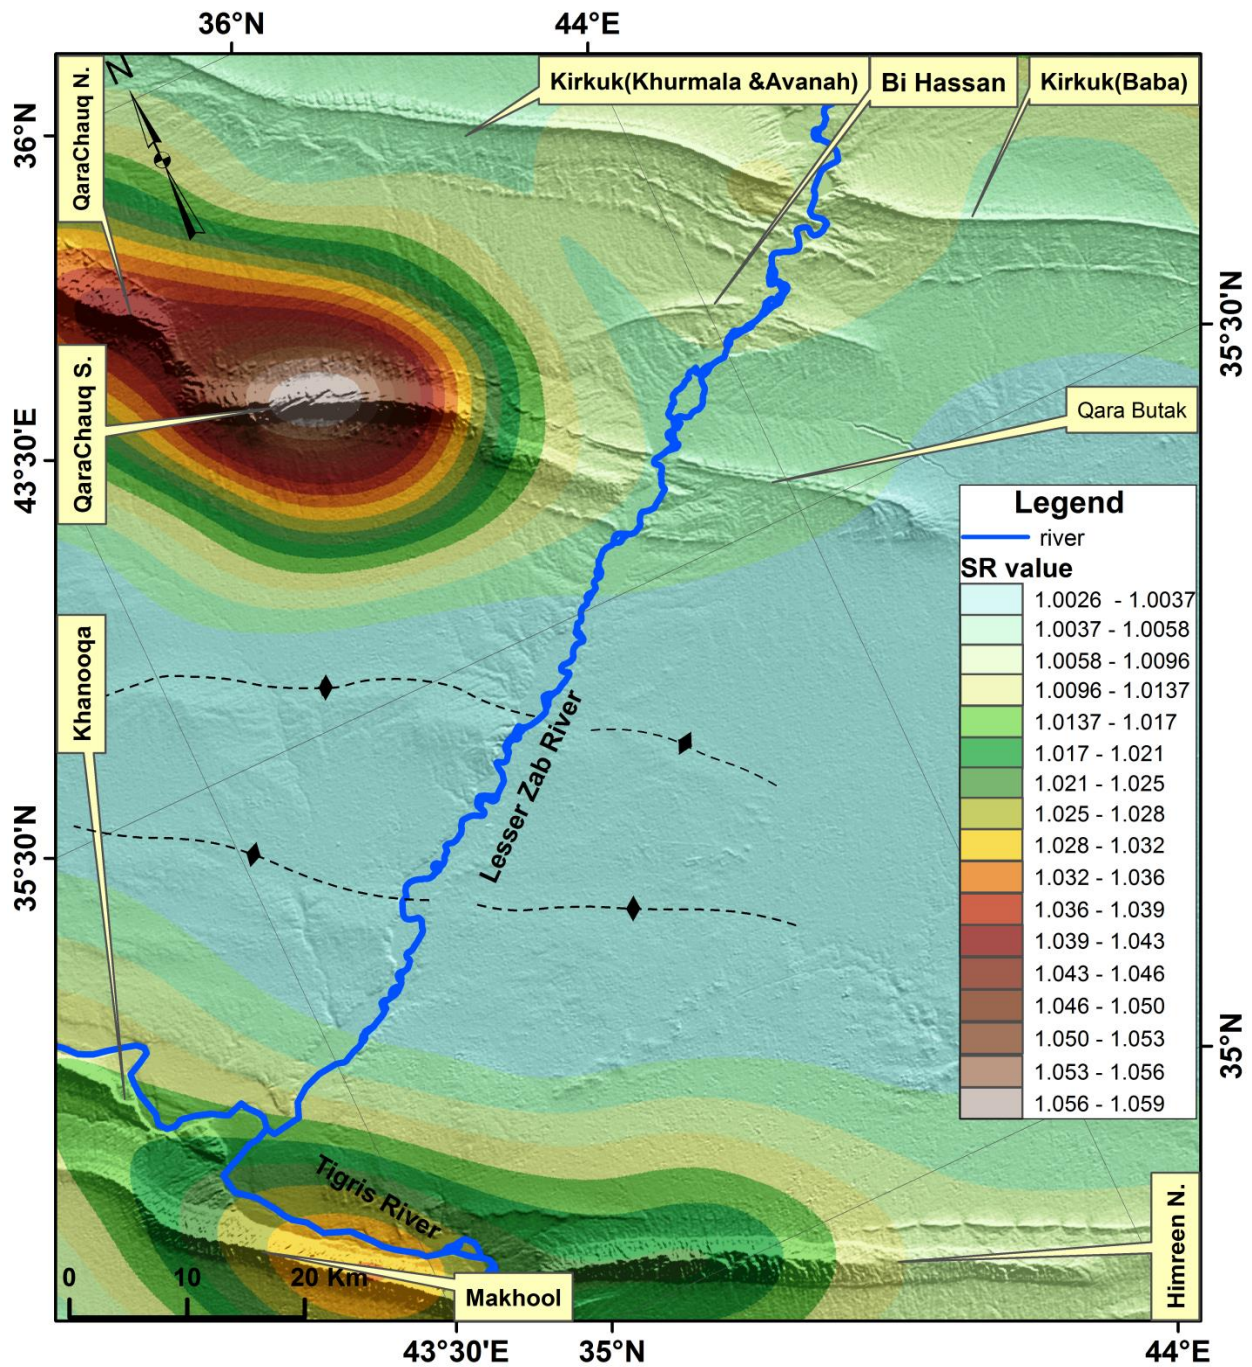 36°N
44°E
N
QaraChauq N.
Kirkuk(Khurmala &Avanah)
Bi Hassan
Kirkuk(Baba)
36°N
35°30'N
QaraChauq S.
Qara Butak
43°30'E
Legend
river
SR value
1.0026 - 1.0037
1.0037 - 1.0058
1.0058 - 1.0096
1.0096 - 1.0137
1.0137 - 1.017
1.017 - 1.021
1.021 - 1.025
1.025 - 1.028
1.028 - 1.032
1.032 - 1.036
1.036 - 1.039
1.039 - 1.043
1.043 - 1.046
1.046 - 1.050
1.050 - 1.053
1.053 - 1.056
1.056 - 1.059
Khanooqa
Lesser Zab River
35°30'N
35°N
Tigris River
Himreen N.
0 10 20 Km
Makhool
43°30'E
35°N
44°E